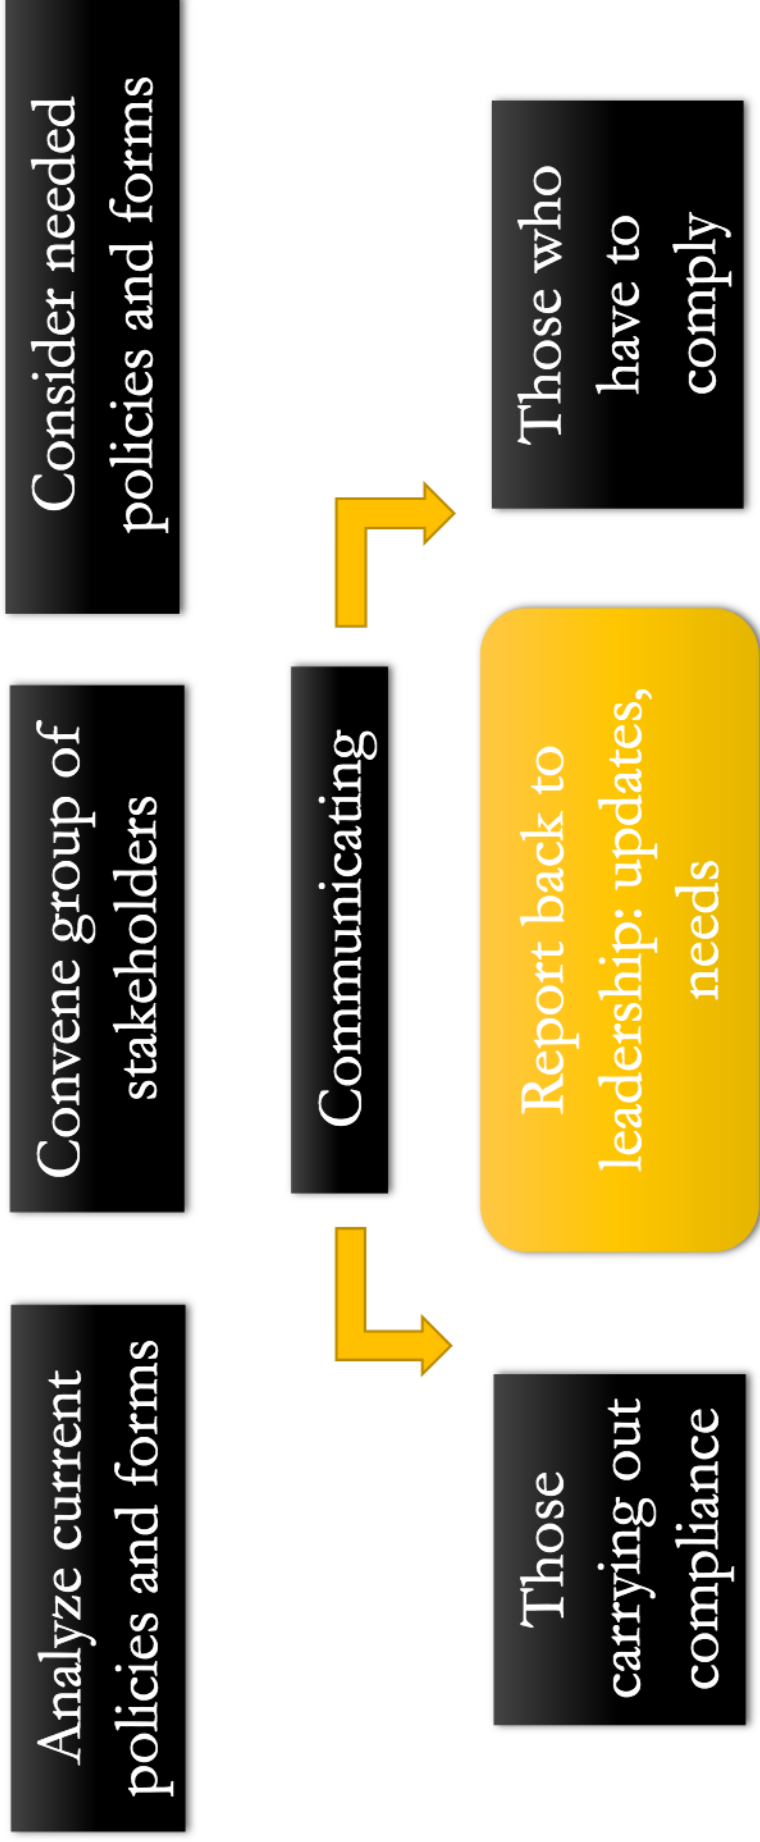 Analyze current
policies and forms
Convene group of
stakeholders
Consider needed
policies and forms
Communicating
Those
carrying out
compliance
Report back to
leadership: updates,
needs
Those who
have to
comply